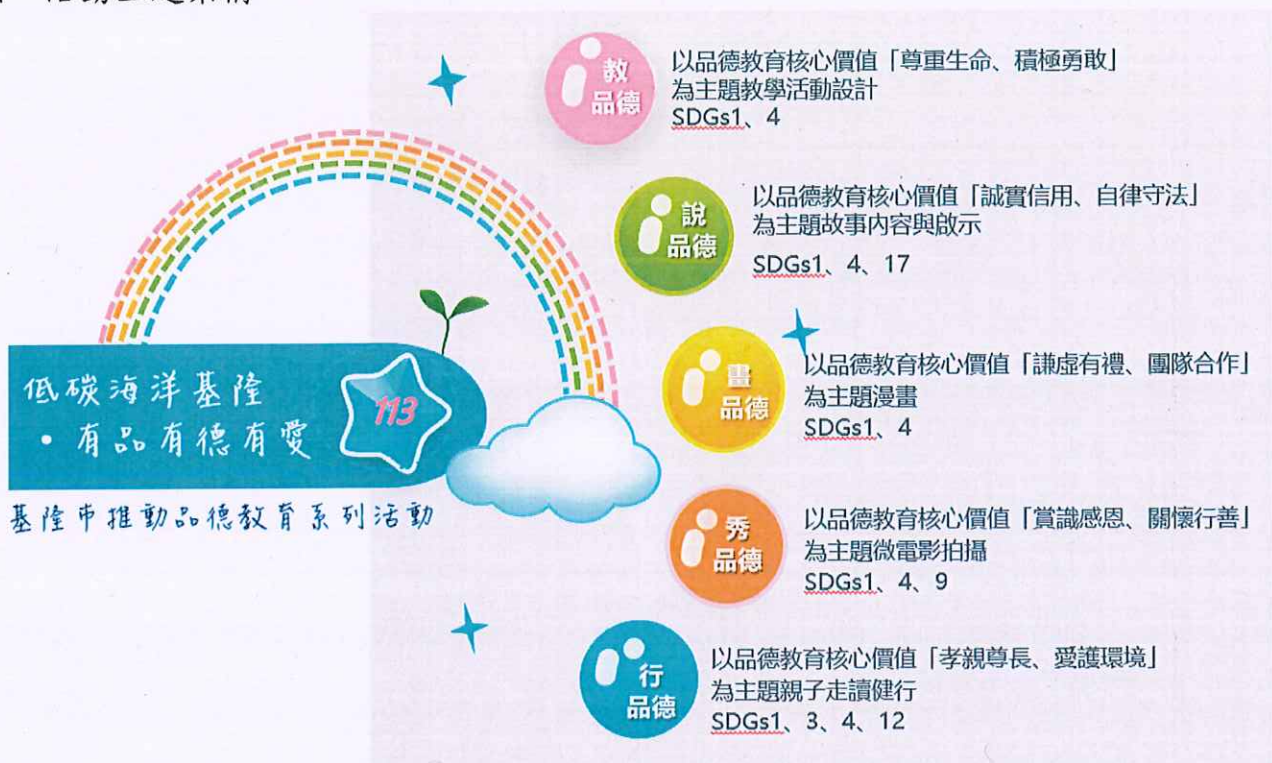 低碳海洋基隆
•有品有德有愛
113
基隆市推動品德教育系列活動
i教
品德
以品德教育核心價值「尊重生命、積極勇敢」
為主題教學活動設計
SDGs1、4
i說
品德
以品德教育核心價值「誠實信用、自律守法」
為主題故事內容與啟示
SDGs1、4、17
i畫
品德
以品德教育核心價值「謙虛有禮、團隊合作」
為主題漫畫
SDGs1、4
i秀
品德
以品德教育核心價值「賞識感恩、關懷行善」
為主題微電影拍攝
SDGs1、4、9
i行
品德
以品德教育核心價值「孝親尊長、愛護環境」
為主題親子走讀健行
SDGs1、3、4、12